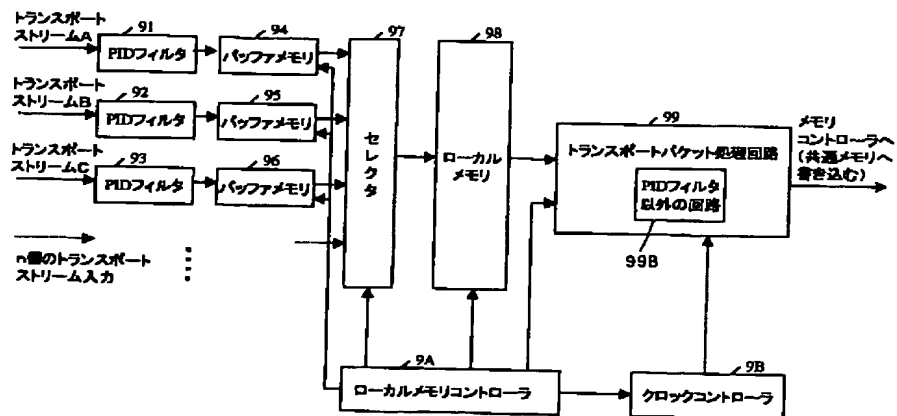 トランスポート
ストリームA
91
PIDフィルタ
94
バッファメモリ
トランスポート
ストリームB
92
PIDフィルタ
95
バッファメモリ
トランスポート
ストリームC
93
PIDフィルタ
96
バッファメモリ
n個のトランスポート
ストリーム入力
97
セレクタ
98
ローカル
メモリ
99
トランスポートパケット処理回路
PIDフィルタ
以外の回路
99B
メモリ
コントローラへ
(共通メモリへ
書き込む)
9A
ローカルメモリコントローラ
9B
クロックコントローラ